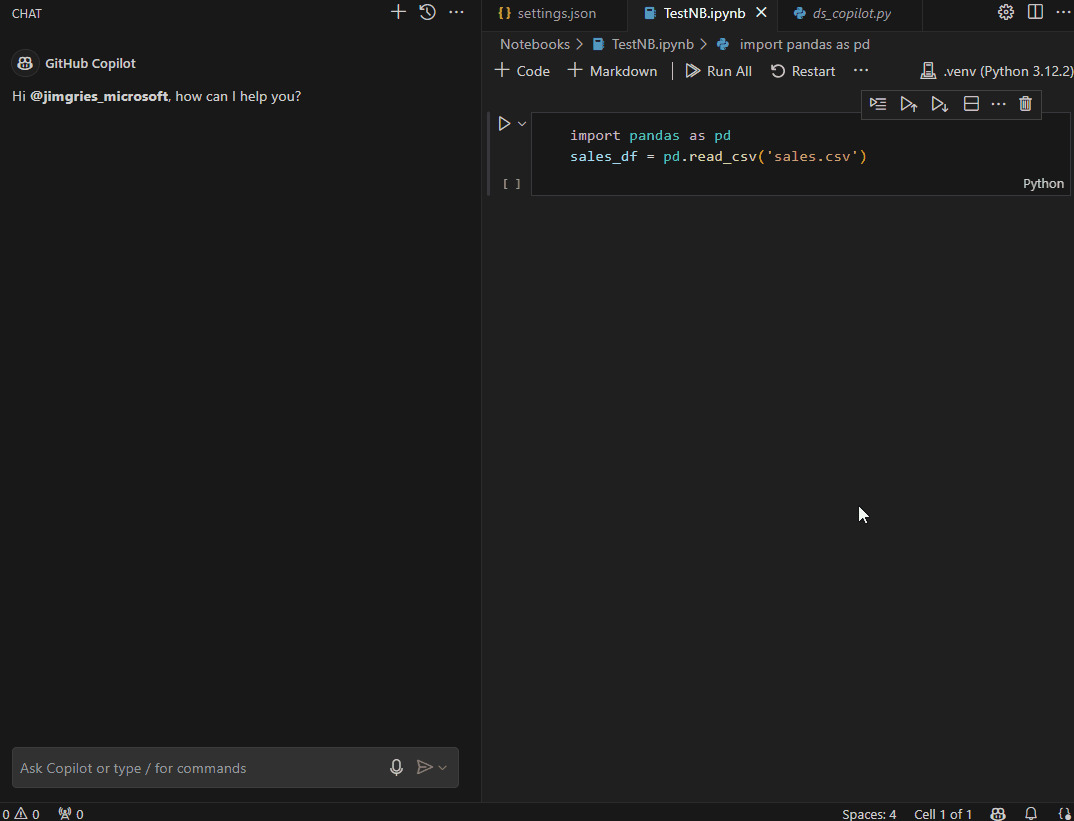 CHAT
GitHub Copilot
Hi @jimgries_microsoft, how can I help you?
Ask Copilot or type / for commands
settings.json
TestNB.ipynb
ds_copilot.py
Notebooks > TestNB.ipynb > import pandas as pd
+ Code + Markdown Run All Restart ... .venv (Python 3.12.2)
import pandas as pd
sales_df = pd.read_csv('sales.csv')
[ ]
Python
0 0 0
Spaces: 4 Cell 1 of 1